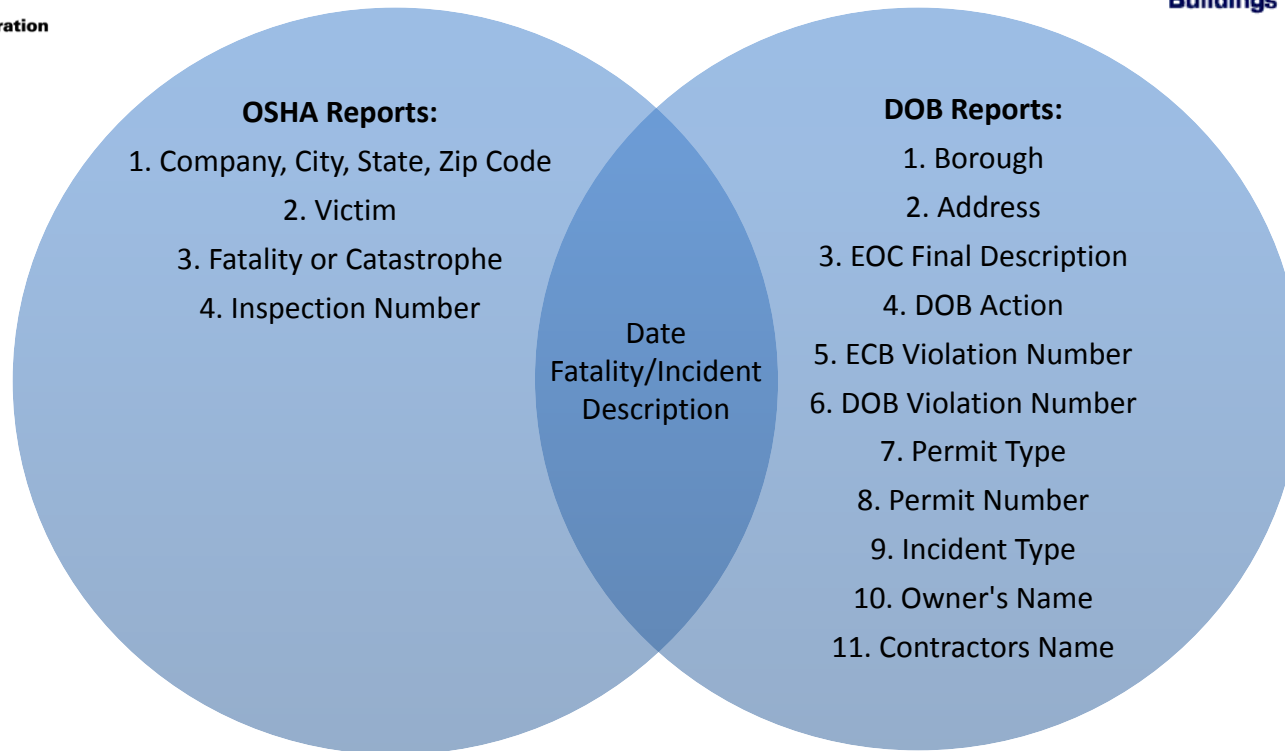 Buildings
ration
OSHA Reports:
1. Company, City, State, Zip Code
2. Victim
3. Fatality or Catastrophe
4. Inspection Number
Date
Fatality/Incident
Description
DOB Reports:
1. Borough
2. Address
3. EOC Final Description
4. DOB Action
5. ECB Violation Number
6. DOB Violation Number
7. Permit Type
8. Permit Number
9. Incident Type
10. Owner's Name
11. Contractors Name